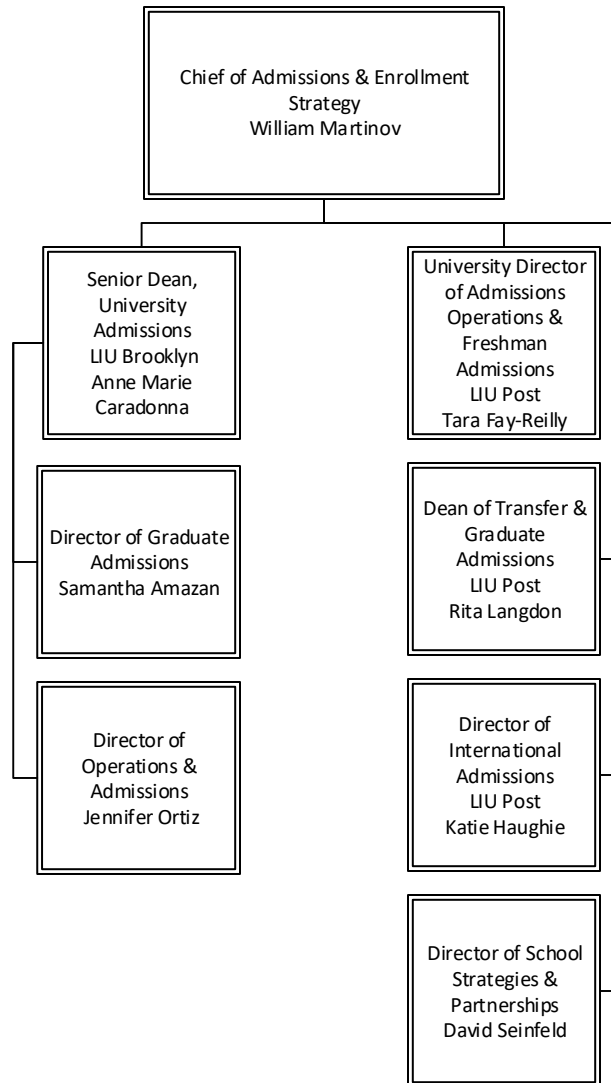 Chief of Admissions & Enrollment
Strategy
William Martinov
Senior Dean,
University
Admissions
LIU Brooklyn
Anne Marie
Caradonna
University Director
of Admissions
Operations &
Freshman
Admissions
LIU Post
Tara Fay-Reilly
Director of Graduate
Admissions
Samantha Amazan
Dean of Transfer &
Graduate
Admissions
LIU Post
Rita Langdon
Director of
Operations &
Admissions
Jennifer Ortiz
Director of
International
Admissions
LIU Post
Katie Haughie
Director of School
Strategies &
Partnerships
David Seinfeld